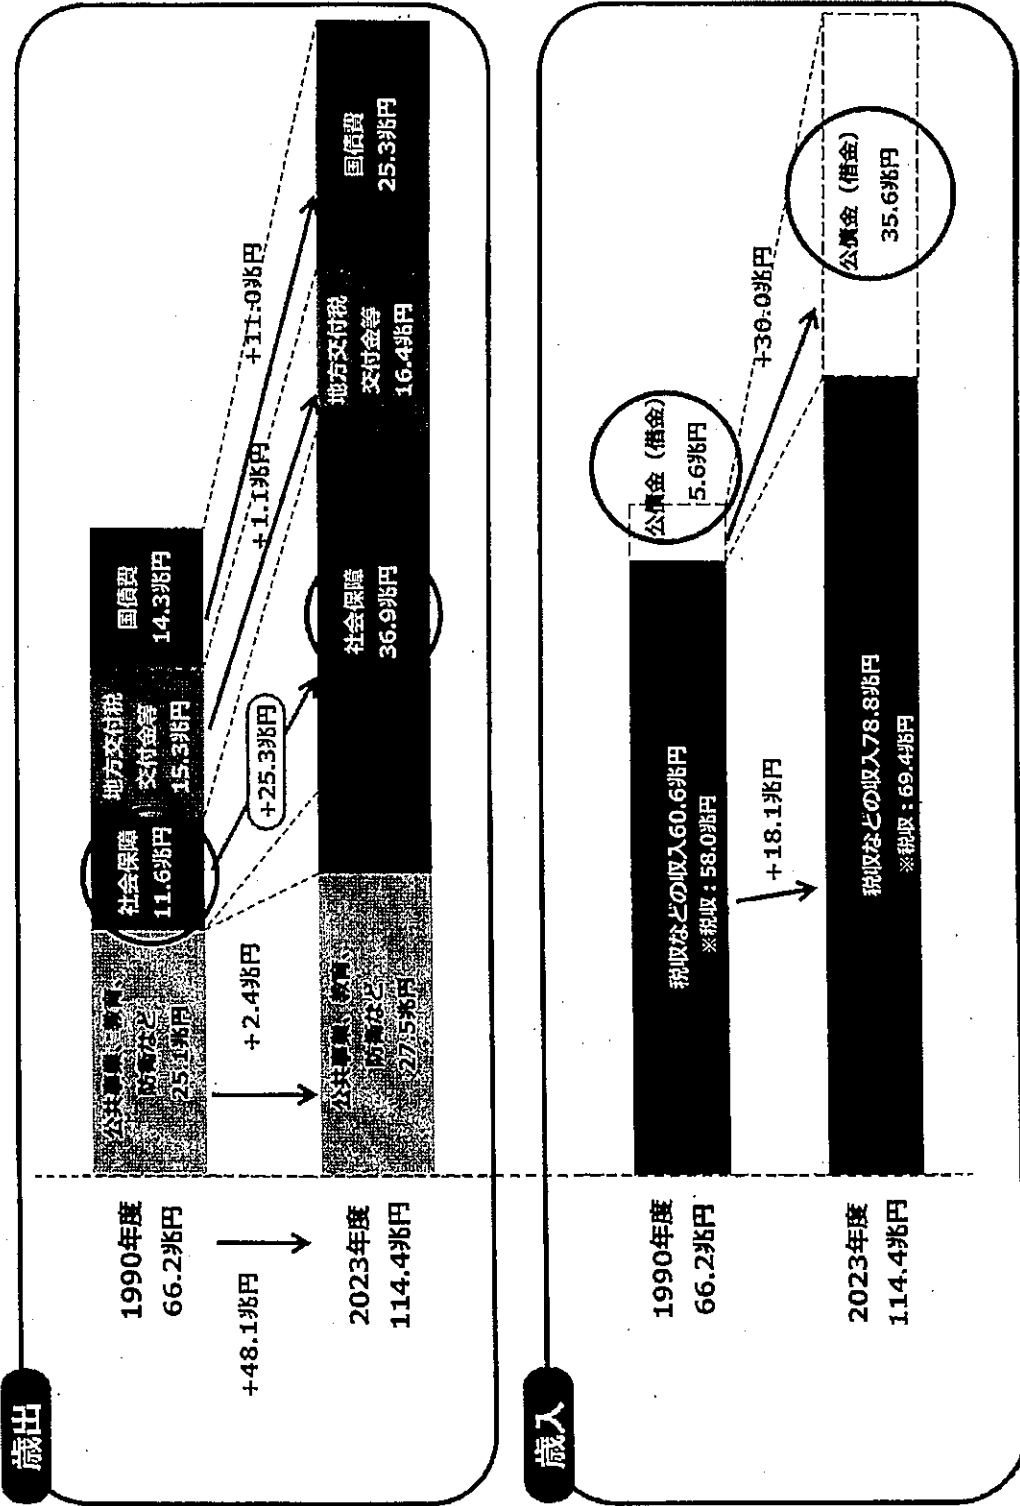 歳出
1990年度
66.2兆円
公共事業、教育、
防衛など
25.1兆円
社会保障
11.6兆円
地方交付税
交付金等
15.3兆円
国債費
14.3兆円
+48.1兆円
+2.4兆円
+25.3兆円
+1.1兆円
+11.0兆円
2023年度
114.4兆円
公共事業、教育、
防衛など
27.5兆円
社会保障
36.9兆円
地方交付税
交付金等
16.4兆円
国債費
25.3兆円
歳入
1990年度
66.2兆円
税収などの収入60.6兆円
※税収：58.0兆円
公債金（借金）
5.6兆円
+18.1兆円
+30.0兆円
2023年度
114.4兆円
税収などの収入78.8兆円
※税収：69.4兆円
公債金（借金）
35.6兆円